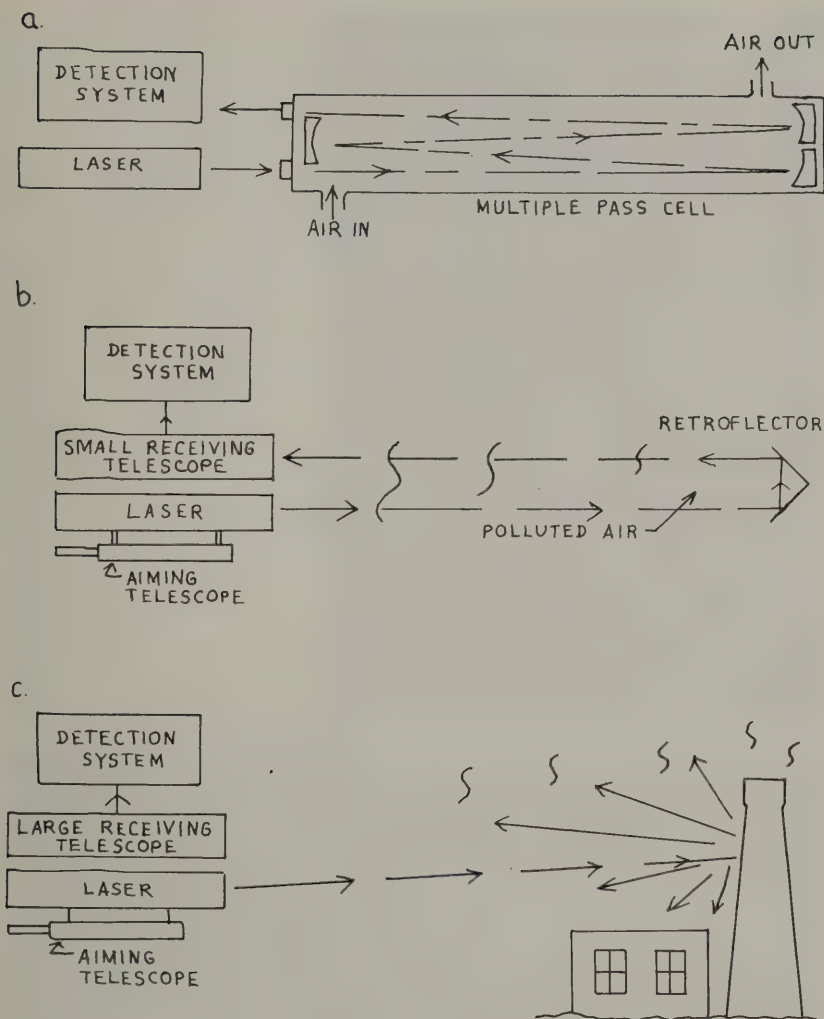 a.
DETECTION
SYSTEM
LASER
AIR OUT
AIR IN
MULTIPLE PASS CELL
b.
DETECTION
SYSTEM
SMALL RECEIVING
TELESCOPE
LASER
AIMING
TELESCOPE
RETROFLECTOR
POLLUTED AIR
c.
DETECTION
SYSTEM
LARGE RECEIVING
TELESCOPE
LASER
AIMING
TELESCOPE